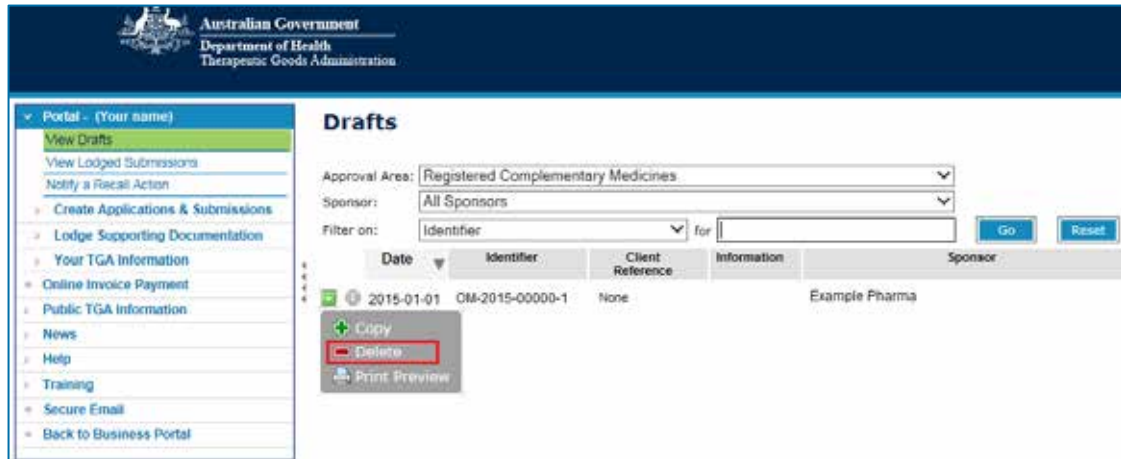 Australian Government
Department of Health
Therapeutic Goods Administration
Portal - (Your name)
View Drafts
View Lodged Submissions
Notify a Recall Action
Create Applications & Submissions
Lodge Supporting Documentation
Your TGA Information
Online Invoice Payment
Public TGA Information
News
Help
Training
Secure Email
Back to Business Portal
Drafts
Approval Area: Registered Complementary Medicines
Sponsor: All Sponsors
Filter on: Identifier for Go Reset
Date Identifier Client Reference Information Sponsor
2015-01-01 OM-2015-00000-1 None Example Pharma
Copy
Delete
Print Preview